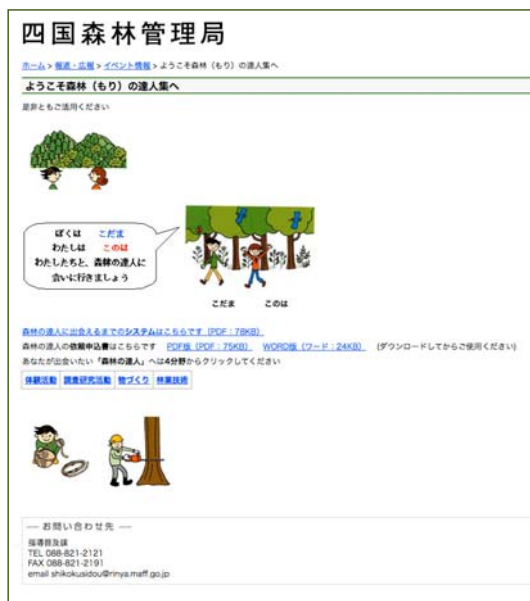 四国森林管理局
ホーム > 報道・広報 > イベント情報 > ようこそ森林(もり)の達人集へ
ようこそ森林(もり)の達人集へ
是非ともご活用ください
ぼくは こだま
わたしは このは
わたしたちと、森林の達人に
会いに行きましょう
こだま このは
森林の達人に出会えるまでのシステムはこちらです(PDF:78KB)
森林の達人の依頼申込書はこちらです PDF版(PDF:75KB) WORD版(ワード:24KB) (ダウンロードしてからご使用ください)
あなたが出会いたい「森林の達人」へは4分野からクリックしてください
体験活動 調査研究活動 物づくり 林業技術
── お問い合わせ先 ──
指導普及課
TEL 088-821-2121
FAX 088-821-2191
email shikokusidou@rinya.maff.go.jp